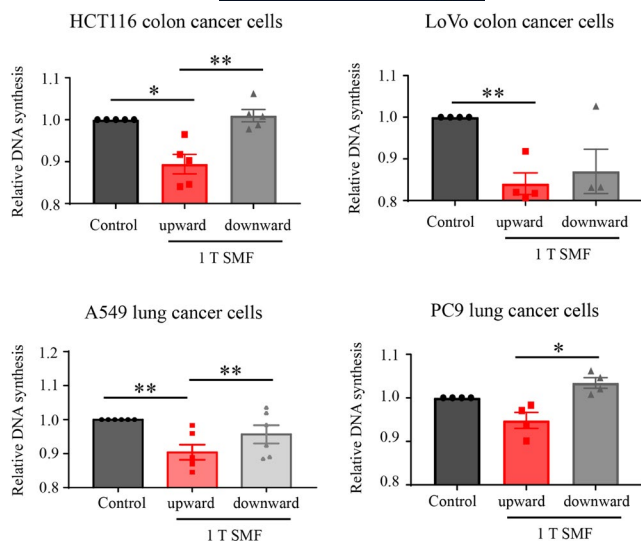 HCT116 colon cancer cells
Relative DNA synthesis
1.1
1.0
0.9
0.8
*
**
Control upward downward
1 T SMF
LoVo colon cancer cells
Relative DNA synthesis
1.1
1.0
0.9
0.8
**
Control upward downward
1 T SMF
A549 lung cancer cells
Relative DNA synthesis
1.2
1.1
1.0
0.9
0.8
**
**
Control upward downward
1 T SMF
PC9 lung cancer cells
Relative DNA synthesis
1.1
1.0
0.9
0.8
*
Control upward downward
1 T SMF